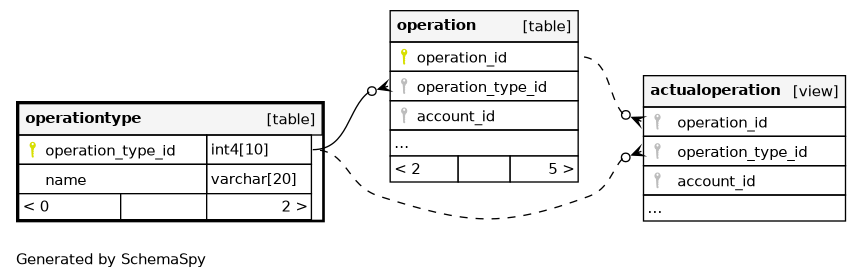 operation [table]
operation_id
operation_type_id
account_id
...
< 2 5 >
operationtype [table]
operation_type_id int4[10]
name varchar[20]
< 0 2 >
actualoperation [view]
operation_id
operation_type_id
account_id
...
Generated by SchemaSpy